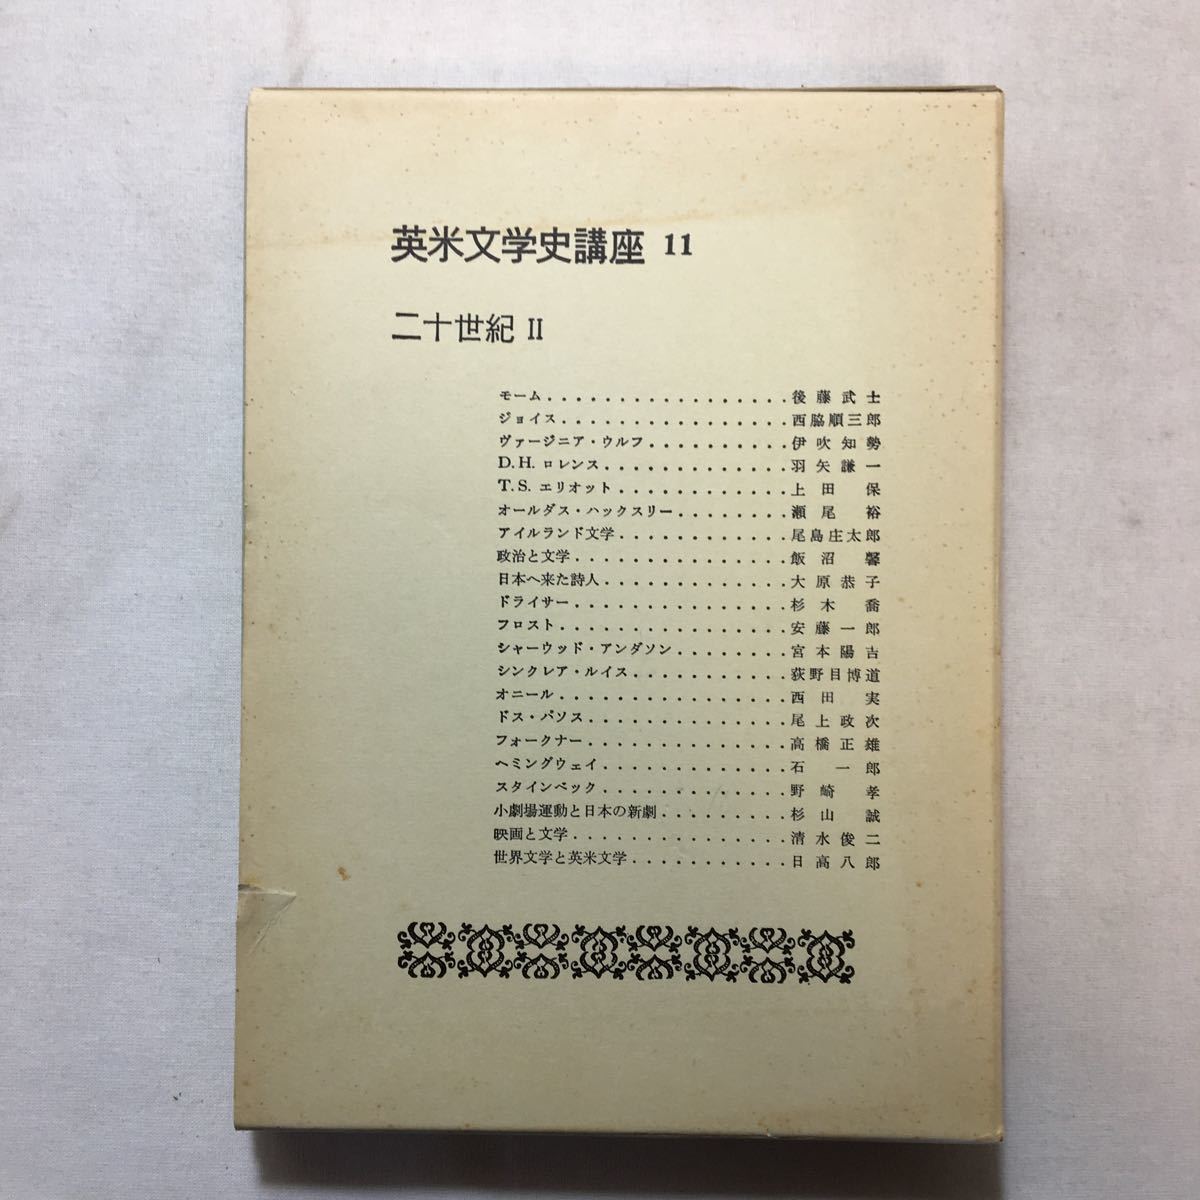 英米文学史講座 11
二十世紀 II
モーム.................後藤武士
ジョイス................西脇順三郎
ヴァージニア・ウルフ..........伊吹知勢
D.H. ロレンス.............羽矢謙一
T.S. エリオット............上田保
オールダス・ハックスリー........瀬尾裕
アイルランド文学............尾島庄太郎
政治と文学...............飯沼馨
日本へ来た詩人.............大原恭子
ドライサー...............杉木喬
フロスト................安藤一郎
シャーウッド・アンダソン........宮本陽吉
シンクレア・ルイス...........荻野目博道
オニール................西田実
ドス・パソス..............尾上政次
フォークナー..............高橋正雄
ヘミングウェイ.............石一郎
スタインベック.............野崎孝
小劇場運動と日本の新劇.........杉山誠
映画と文学...............清水俊二
世界文学と英米文学...........日高八郎